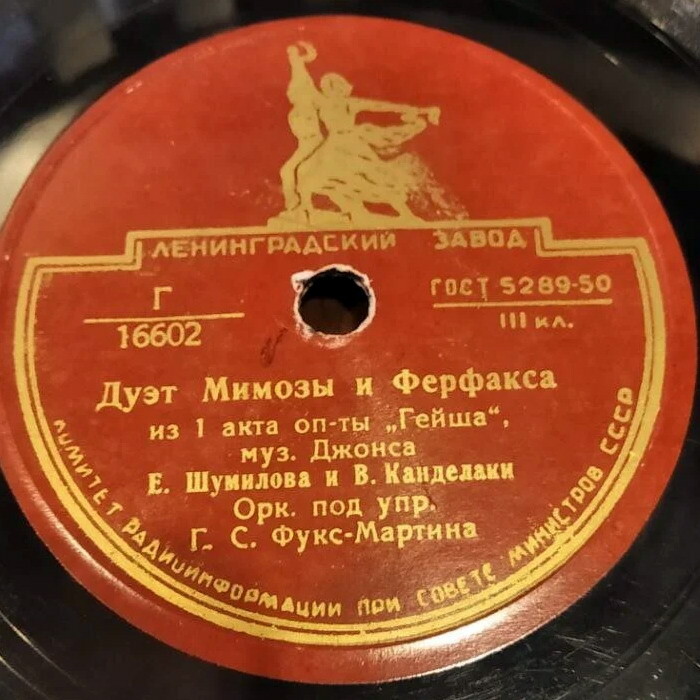 ЛЕНИНГРАДСКИЙ ЗАВОД
Г
16602
ГОСТ 5289-50
III кл.
Дуэт Мимозы и Ферфакса
из 1 акта оп-ты „Гейша“,
муз. Джонса
Е. Шумилова и В. Канделаки
Орк. под упр.
Г. С. Фукс-Мартина
КОМИТЕТ РАДИОИНФОРМАЦИИ ПРИ СОВЕТЕ МИНИСТРОВ СССР